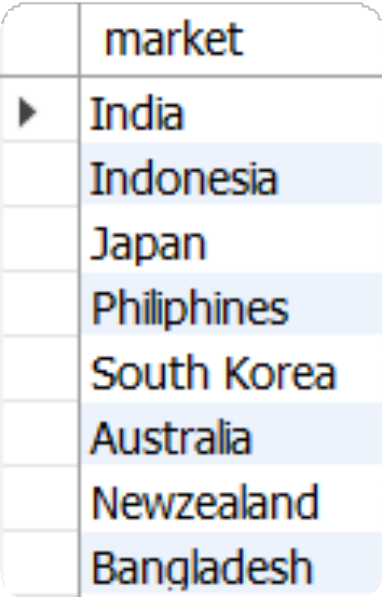 market
India
Indonesia
Japan
Philiphines
South Korea
Australia
Newzealand
Bangladesh